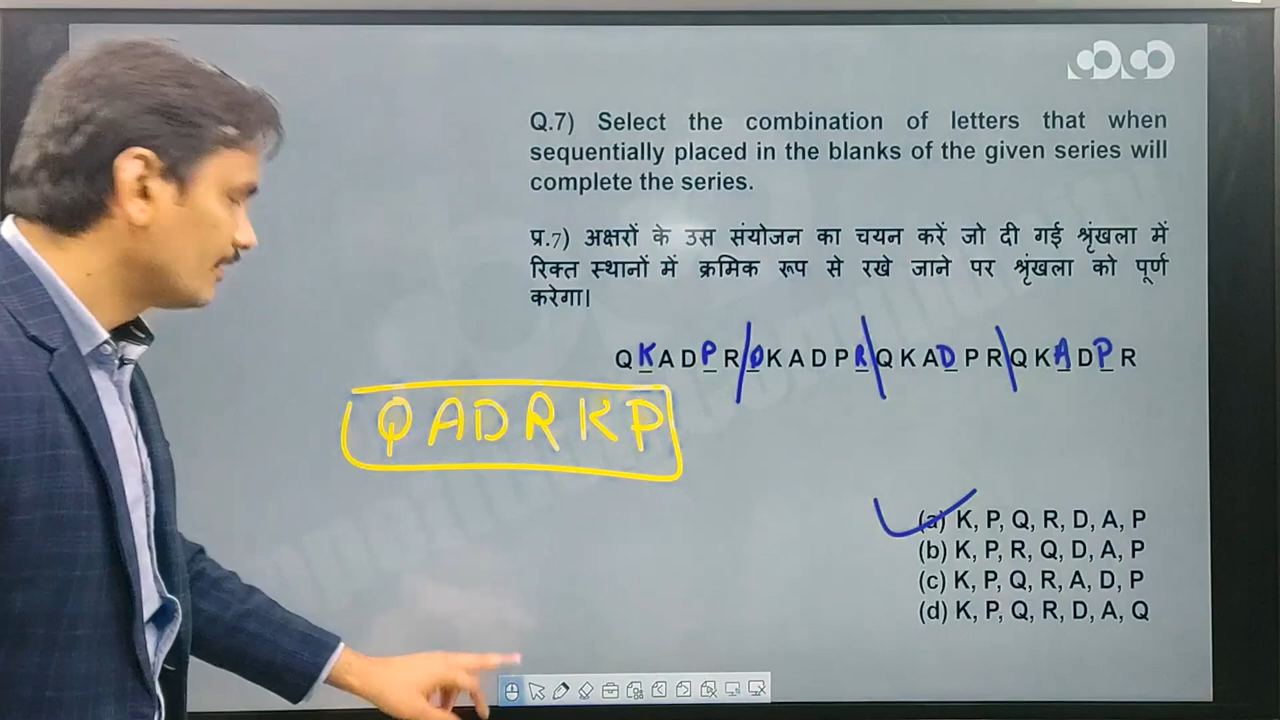 Q.7) Select the combination of letters that when
sequentially placed in the blanks of the given series will
complete the series.
प्र.7) अक्षरों के उस संयोजन का चयन करें जो दी गई श्रृंखला में
रिक्त स्थानों में क्रमिक रूप से रखे जाने पर श्रृंखला को पूर्ण
करेगा।
Q K A D P R / Q K A D P R \ Q K A D P R \ Q K A D P R
Q A D R K P
(a) K, P, Q, R, D, A, P
(b) K, P, R, Q, D, A, P
(c) K, P, Q, R, A, D, P
(d) K, P, Q, R, D, A, Q